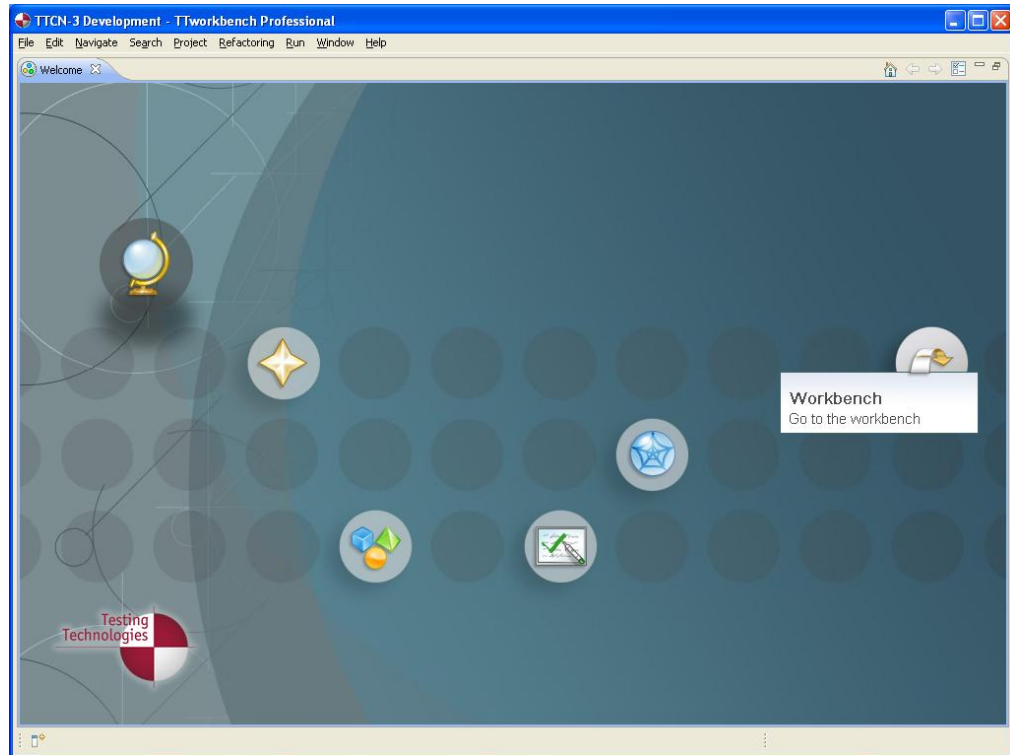 TTCN-3 Development - TTworkbench Professional
File Edit Navigate Search Project Refactoring Run Window Help
Welcome
Workbench
Go to the workbench
Testing
Technologies